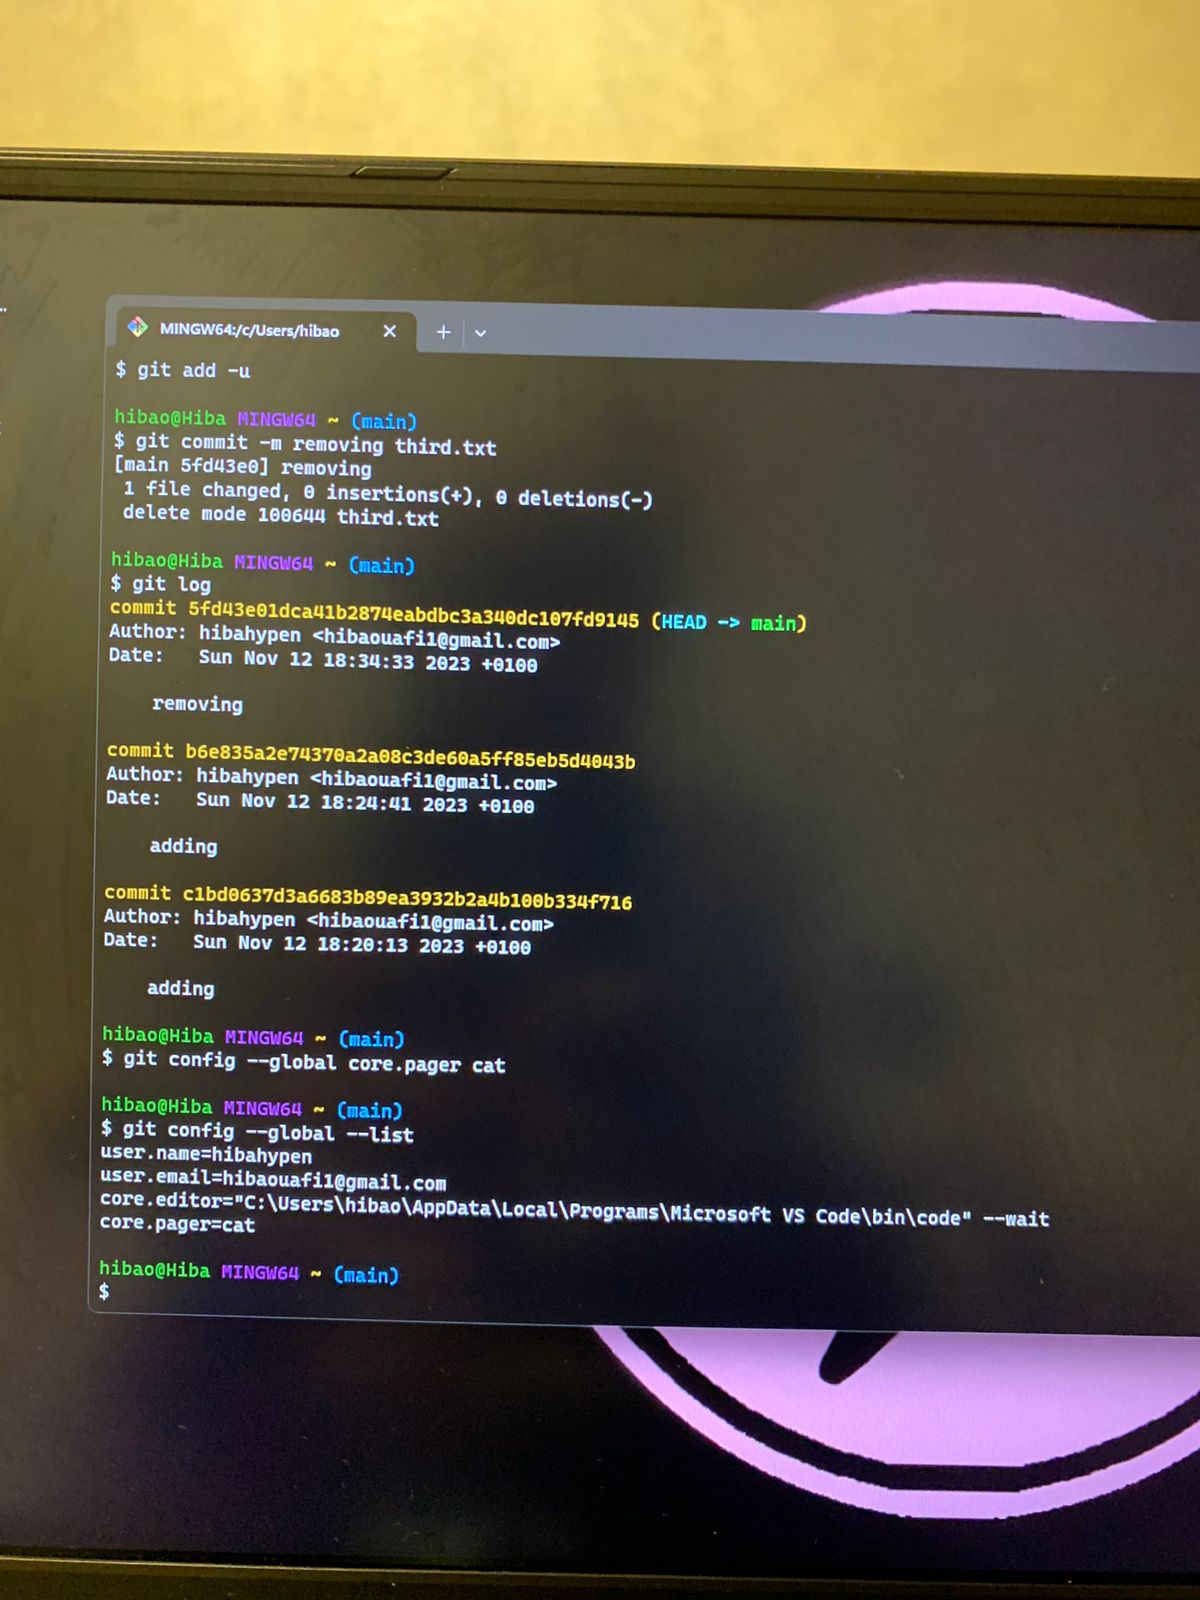 MINGW64:/c/Users/hibao
$ git add -u
hibao@Hiba MINGW64 ~ (main)
$ git commit -m removing third.txt
[main 5fd43e0] removing
1 file changed, 0 insertions(+), 0 deletions(-)
delete mode 100644 third.txt
hibao@Hiba MINGW64 ~ (main)
$ git log
commit 5fd43e01dca41b2874eabdbc3a340dc107fd9145 (HEAD -> main)
Author: hibahypen <hibaouafi1@gmail.com>
Date: Sun Nov 12 18:34:33 2023 +0100
removing
commit b6e835a2e74370a2a08c3de60a5ff85eb5d4043b
Author: hibahypen <hibaouafi1@gmail.com>
Date: Sun Nov 12 18:24:41 2023 +0100
adding
commit c1bd0637d3a6683b89ea3932b2a4b100b334f716
Author: hibahypen <hibaouafi1@gmail.com>
Date: Sun Nov 12 18:20:13 2023 +0100
adding
hibao@Hiba MINGW64 ~ (main)
$ git config --global core.pager cat
hibao@Hiba MINGW64 ~ (main)
$ git config --global --list
user.name=hibahypen
user.email=hibaouafi1@gmail.com
core.editor="C:\Users\hibao\AppData\Local\Programs\Microsoft VS Code\bin\code" --wait
core.pager=cat
hibao@Hiba MINGW64 ~ (main)
$